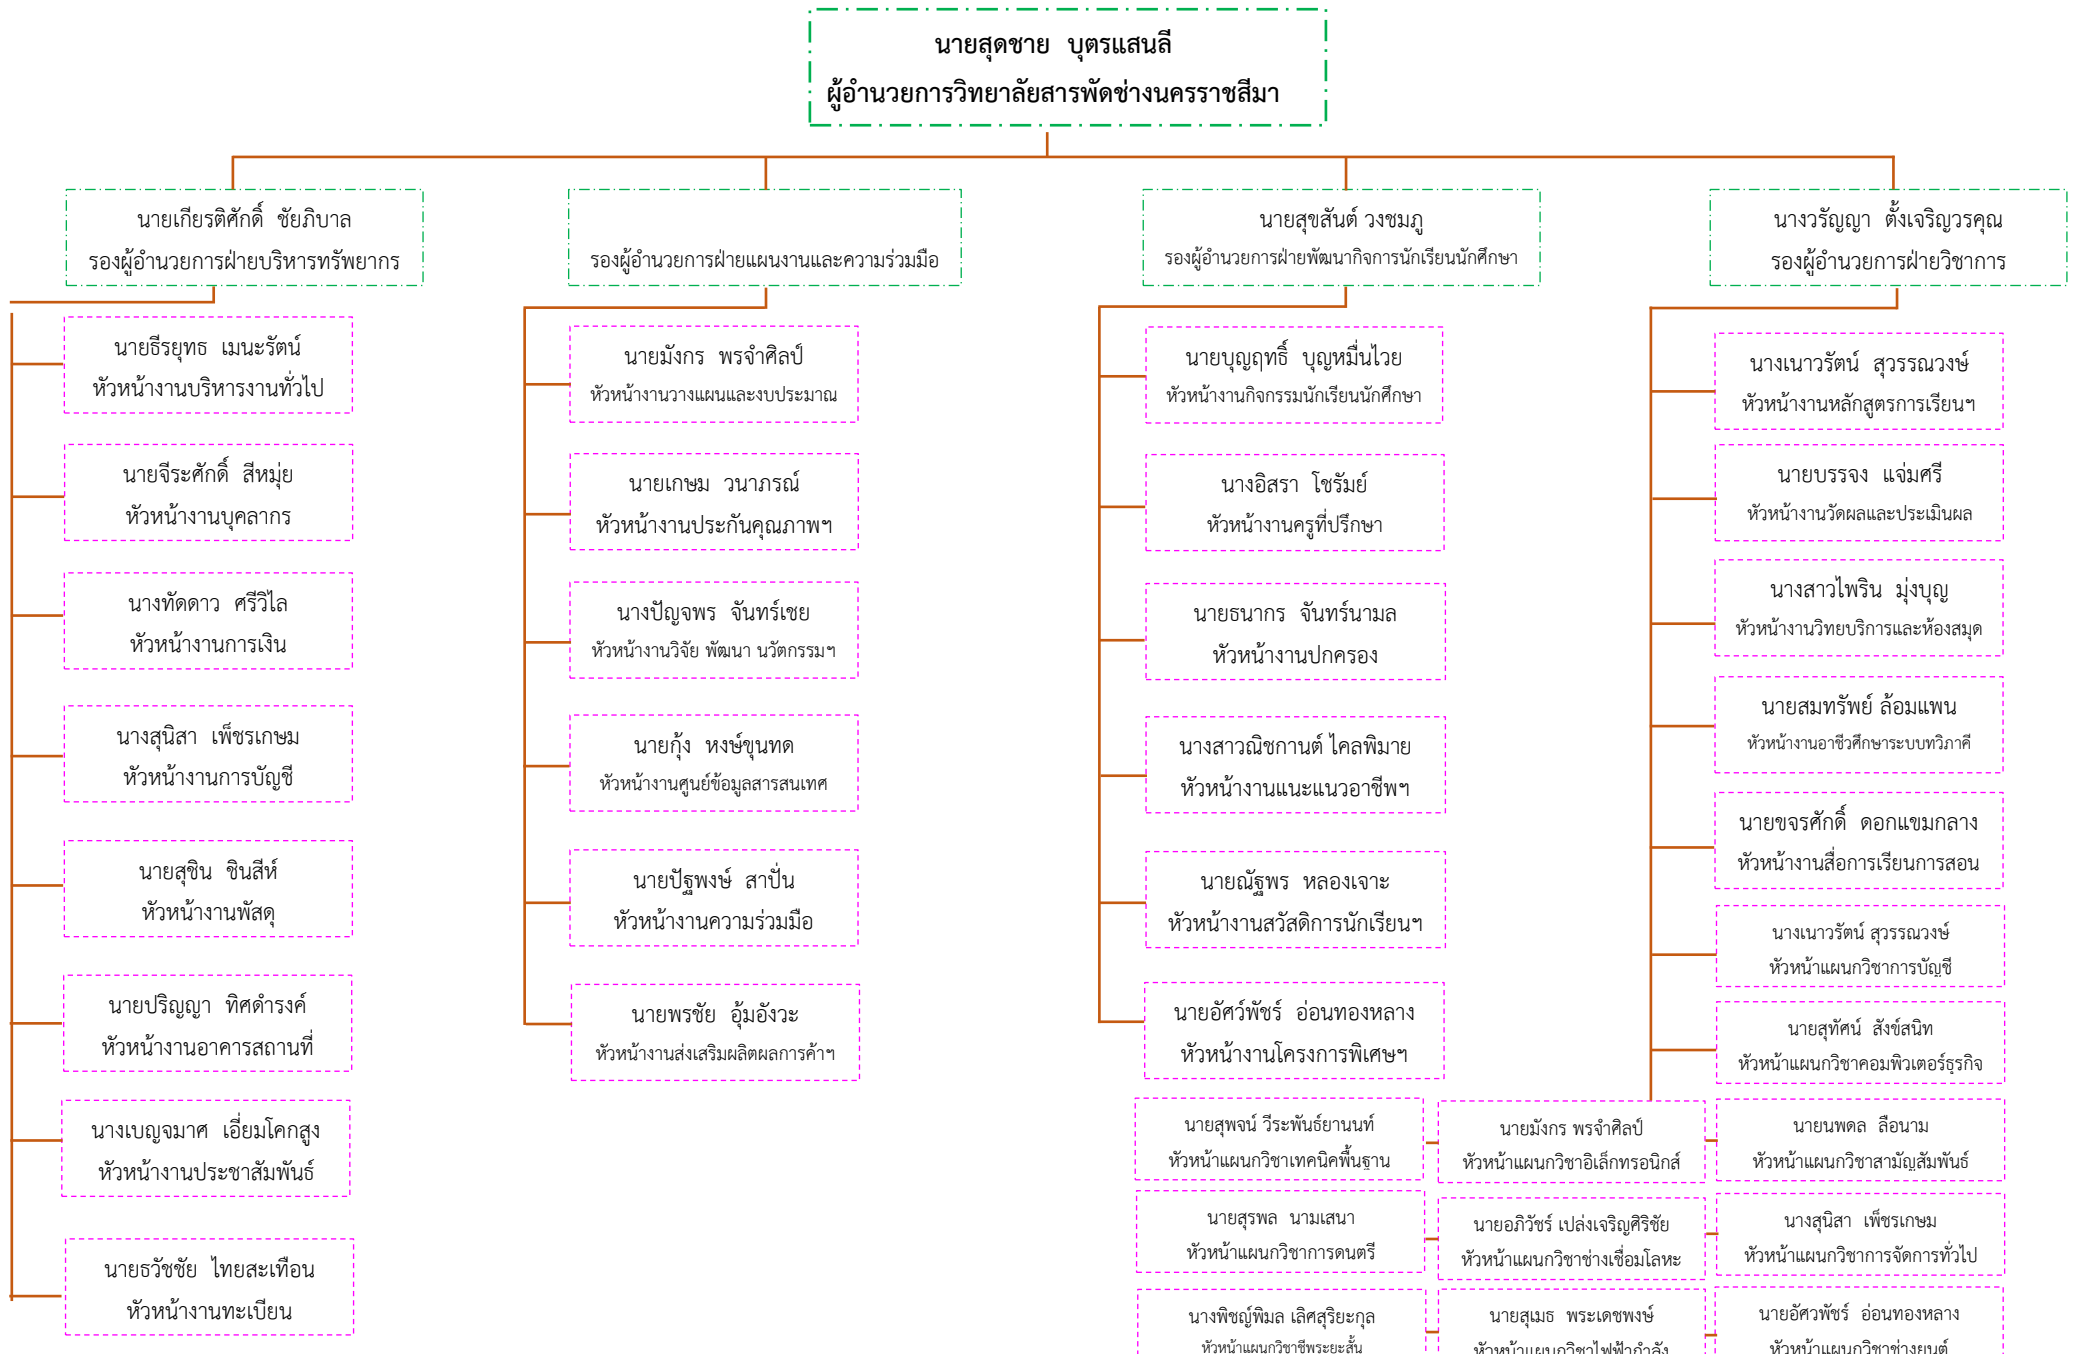 นายสุดชาย บุตรแสนลี
ผู้อำนวยการวิทยาลัยสารพัดช่างนครราชสีมา
นายเกียรติศักดิ์ ชัยภิบาล
รองผู้อำนวยการฝ่ายบริหารทรัพยากร
รองผู้อำนวยการฝ่ายแผนงานและความร่วมมือ
นายสุขสันต์ วงชมภู
รองผู้อำนวยการฝ่ายพัฒนากิจการนักเรียนนักศึกษา
นางวรัญญา ตั้งเจริญวรคุณ
รองผู้อำนวยการฝ่ายวิชาการ
นายธีรยุทธ เมนะรัตน์
หัวหน้างานบริหารงานทั่วไป
นายจีระศักดิ์ สีหมุ่ย
หัวหน้างานบุคลากร
นางทัดดาว ศรีวิไล
หัวหน้างานการเงิน
นางสุนิสา เพ็ชรเกษม
หัวหน้างานการบัญชี
นายสุชิน ชินสีห์
หัวหน้างานพัสดุ
นายปริญญา ทิศดำรงค์
หัวหน้างานอาคารสถานที่
นางเบญจมาศ เอี่ยมโคกสูง
หัวหน้างานประชาสัมพันธ์
นายธวัชชัย ไทยสะเทือน
หัวหน้างานทะเบียน
นายมังกร พรจำศิลป์
หัวหน้างานวางแผนและงบประมาณ
นายเกษม วนาภรณ์
หัวหน้างานประกันคุณภาพฯ
นางปัญจพร จันทร์เชย
หัวหน้างานวิจัย พัฒนา นวัตกรรมฯ
นายกุ้ง หงษ์ขุนทด
หัวหน้างานศูนย์ข้อมูลสารสนเทศ
นายปัฐพงษ์ สาปั่น
หัวหน้างานความร่วมมือ
นายพรชัย อุ้มอังวะ
หัวหน้างานส่งเสริมผลิตผลการค้าฯ
นายบุญฤทธิ์ บุญหมื่นไวย
หัวหน้างานกิจกรรมนักเรียนนักศึกษา
นางอิสรา โชรัมย์
หัวหน้างานครูที่ปรึกษา
นายธนากร จันทร์นามล
หัวหน้างานปกครอง
นางสาวณิชกานต์ ไคลพิมาย
หัวหน้างานแนะแนวอาชีพฯ
นายณัฐพร หลองเจาะ
หัวหน้างานสวัสดิการนักเรียนฯ
นายอัศว์พัชร์ อ่อนทองหลาง
หัวหน้างานโครงการพิเศษฯ
นางเนาวรัตน์ สุวรรณวงษ์
หัวหน้างานหลักสูตรการเรียนฯ
นายบรรจง แจ่มศรี
หัวหน้างานวัดผลและประเมินผล
นางสาวไพริน มุ่งบุญ
หัวหน้างานวิทยบริการและห้องสมุด
นายสมทรัพย์ ล้อมแพน
หัวหน้างานอาชีวศึกษาระบบทวิภาคี
นายขจรศักดิ์ ดอกแขมกลาง
หัวหน้างานสื่อการเรียนการสอน
นางเนาวรัตน์ สุวรรณวงษ์
หัวหน้าแผนกวิชาการบัญชี
นายสุทัศน์ สังข์สนิท
หัวหน้าแผนกวิชาคอมพิวเตอร์ธุรกิจ
นายสุพจน์ วีระพันธ์ยานนท์
หัวหน้าแผนกวิชาเทคนิคพื้นฐาน
นายมังกร พรจำศิลป์
หัวหน้าแผนกวิชาอิเล็กทรอนิกส์
นายนพดล ลือนาม
หัวหน้าแผนกวิชาสามัญสัมพันธ์
นายสุรพล นามเสนา
หัวหน้าแผนกวิชาการดนตรี
นายอภิวัชร์ เปล่งเจริญศิริชัย
หัวหน้าแผนกวิชาช่างเชื่อมโลหะ
นางสุนิสา เพ็ชรเกษม
หัวหน้าแผนกวิชาการจัดการทั่วไป
นางพิชญ์พิมล เลิศสุริยะกุล
หัวหน้าแผนกวิชาชีพระยะสั้น
นายสุเมธ พระเดชพงษ์
หัวหน้าแผนกวิชาไฟฟ้ากำลัง
นายอัศวพัชร์ อ่อนทองหลาง
หัวหน้าแผนกวิชาช่างยนต์